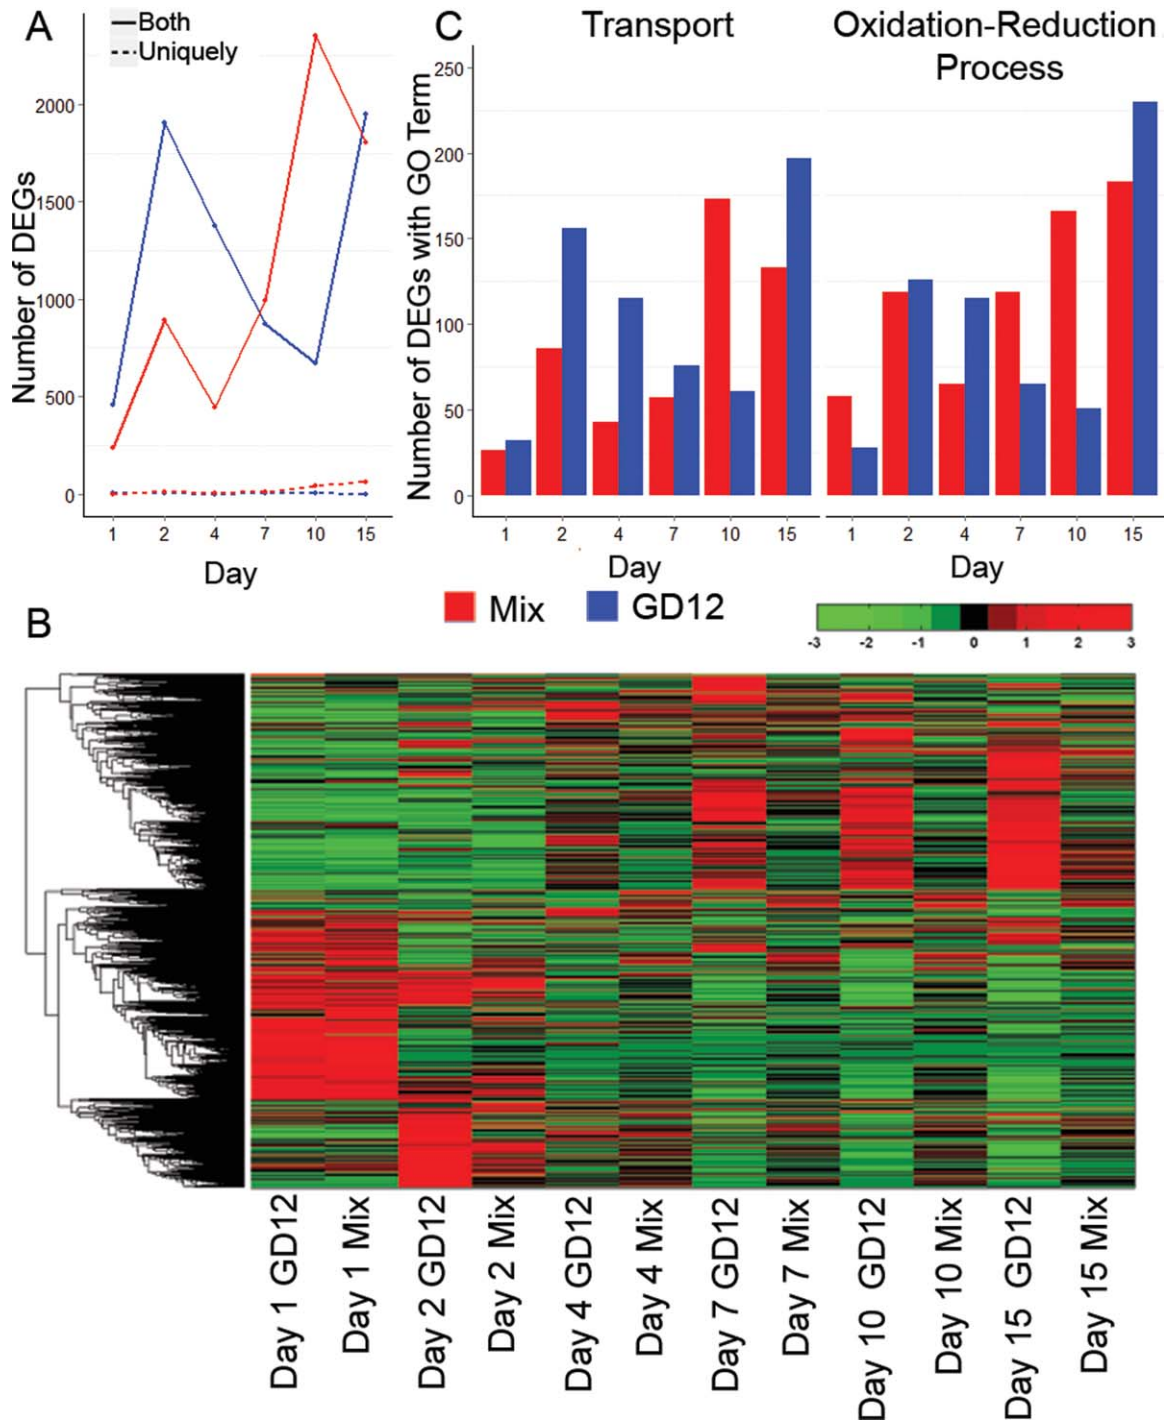 A
Both
Uniquely
Number of DEGs
2000
1500
1000
500
0
1 2 4 7 10 15
Day
C
Transport
Oxidation-Reduction
Process
Number of DEGs with GO Term
250
200
150
100
50
0
1 2 4 7 10 15
1 2 4 7 10 15
Day
Day
Mix
GD12
B
-3 -2 -1 0 1 2 3
Day 1 GD12
Day 1 Mix
Day 2 GD12
Day 2 Mix
Day 4 GD12
Day 4 Mix
Day 7 GD12
Day 7 Mix
Day 10 GD12
Day 10 Mix
Day 15 GD12
Day 15 Mix